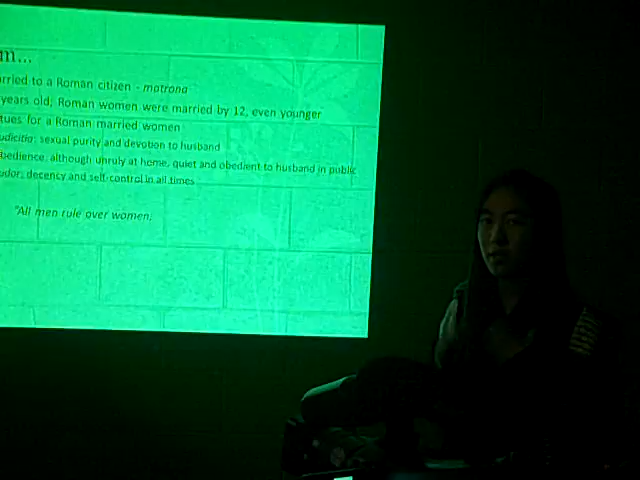 m...
rried to a Roman citizen - matrona
years old; Roman women were married by 12, even younger
tues for a Roman married women
udicitia: sexual purity and devotion to husband
bedience: although unruly at home, quiet and obedient to husband in public
udor: decency and self-control in all times
"All men rule over women;